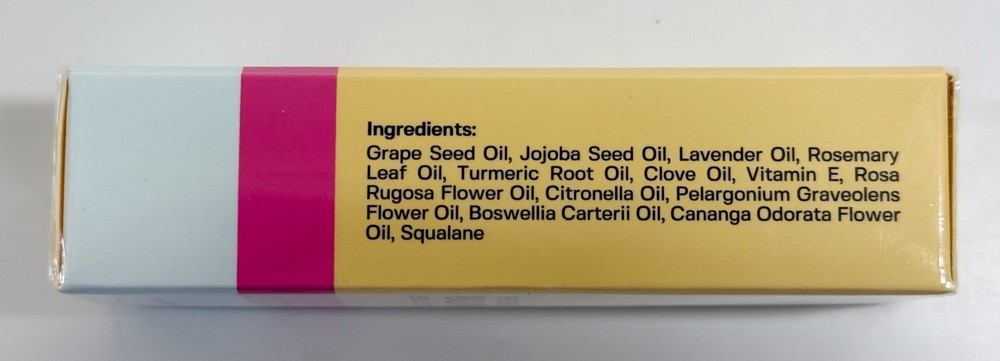 Ingredients:
Grape Seed Oil, Jojoba Seed Oil, Lavender Oil, Rosemary
Leaf Oil, Turmeric Root Oil, Clove Oil, Vitamin E, Rosa
Rugosa Flower Oil, Citronella Oil, Pelargonium Graveolens
Flower Oil, Boswellia Carterii Oil, Cananga Odorata Flower
Oil, Squalane